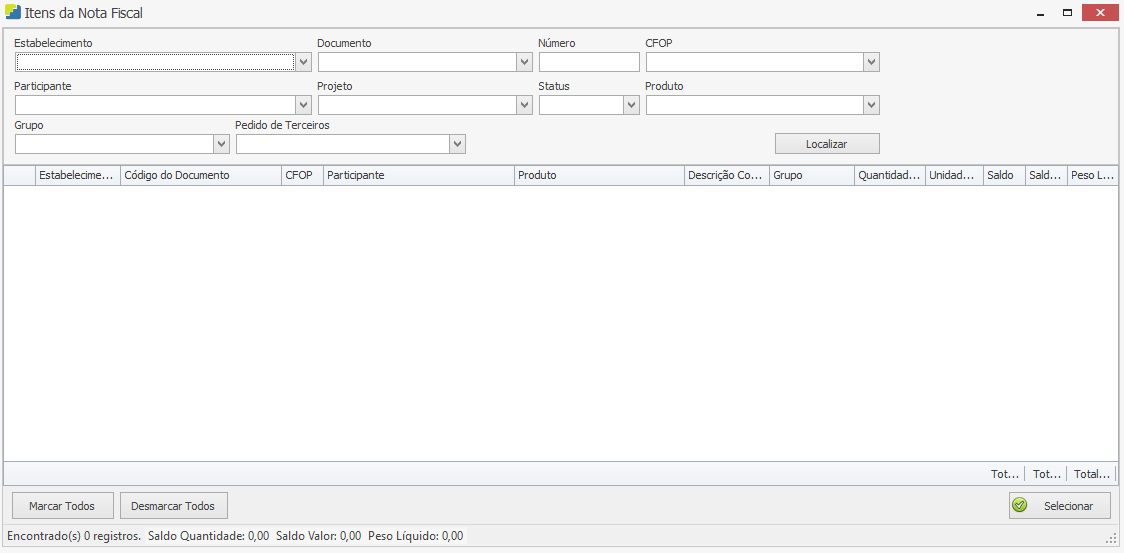 Itens da Nota Fiscal
Estabelecimento Documento Número CFOP
Participante Projeto Status Produto
Grupo Pedido de Terceiros
Localizar
Estabelecime... Código do Documento CFOP Participante Produto Descrição Co... Grupo Quantidad... Unidad... Saldo Sald... Peso L...
Tot... Tot... Total...
Marcar Todos Desmarcar Todos Selecionar
Encontrado(s) 0 registros. Saldo Quantidade: 0,00 Saldo Valor: 0,00 Peso Líquido: 0,00